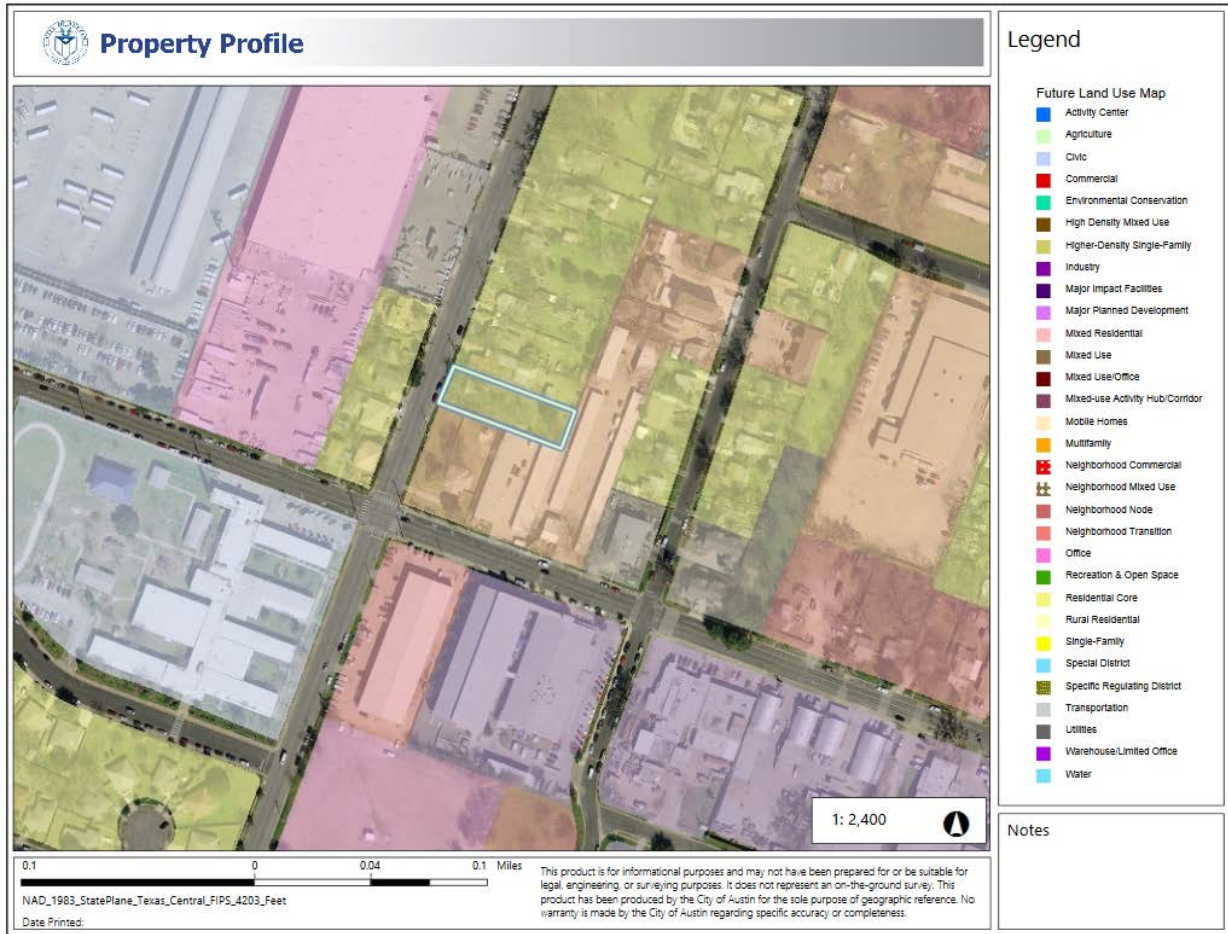 Property Profile
Legend
Future Land Use Map
Activity Center
Agriculture
Civic
Commercial
Environmental Conservation
High Density Mixed Use
Higher-Density Single-Family
Industry
Major Impact Facilities
Major Planned Development
Mixed Residential
Mixed Use
Mixed Use/Office
Mixed-use Activity Hub/Corridor
Mobile Homes
Multifamily
Neighborhood Commercial
Neighborhood Mixed Use
Neighborhood Node
Neighborhood Transition
Office
Recreation & Open Space
Residential Core
Rural Residential
Single-Family
Special District
Specific Regulating District
Transportation
Utilities
Warehouse/Limited Office
Water
1: 2,400
Notes
0.1 0 0.04 0.1 Miles
NAD_1983_StatePlane_Texas_Central_FIPS_4203_Feet
Date Printed:
This product is for informational purposes and may not have been prepared for or be suitable for
legal, engineering, or surveying purposes. It does not represent an on-the-ground survey. This
product has been produced by the City of Austin for the sole purpose of geographic reference. No
warranty is made by the City of Austin regarding specific accuracy or completeness.